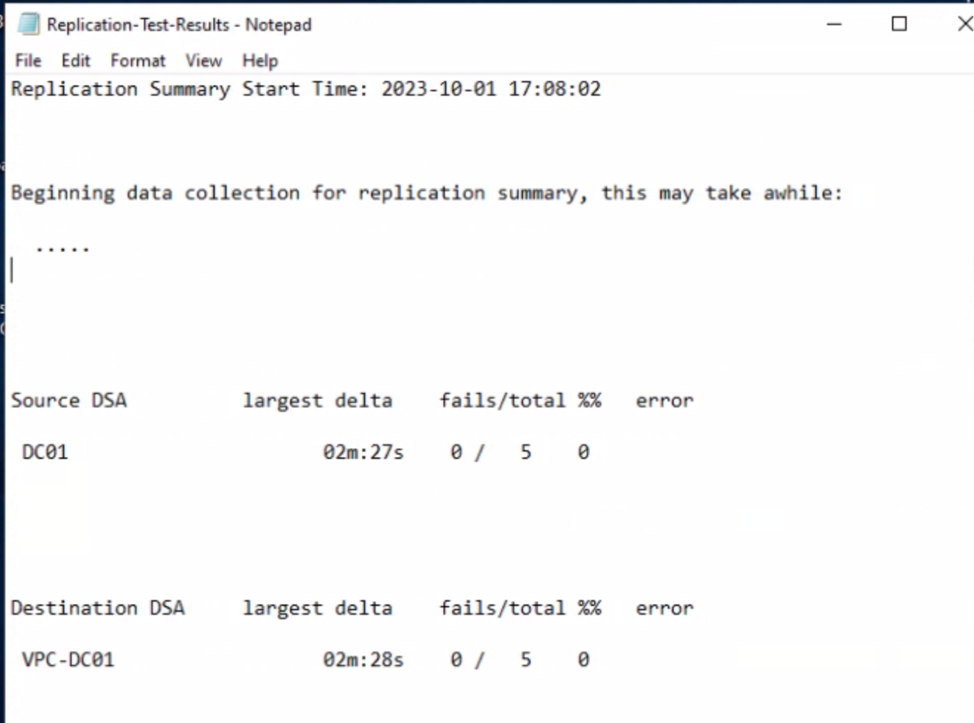 Replication-Test-Results - Notepad
File Edit Format View Help
Replication Summary Start Time: 2023-10-01 17:08:02
Beginning data collection for replication summary, this may take awhile:
.....
Source DSA largest delta fails/total %% error
DC01 02m:27s 0 / 5 0
Destination DSA largest delta fails/total %% error
VPC-DC01 02m:28s 0 / 5 0